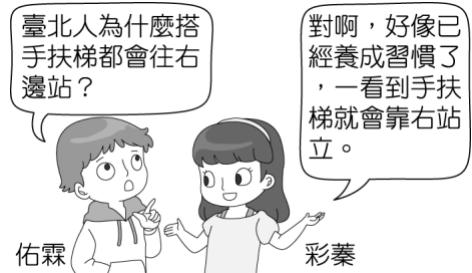 臺北人為什麼搭
手扶梯都會往右
邊站？
對啊，好像已
經養成習慣了
，一看到手扶
梯就會靠右站
立。
佑霖
彩蓁